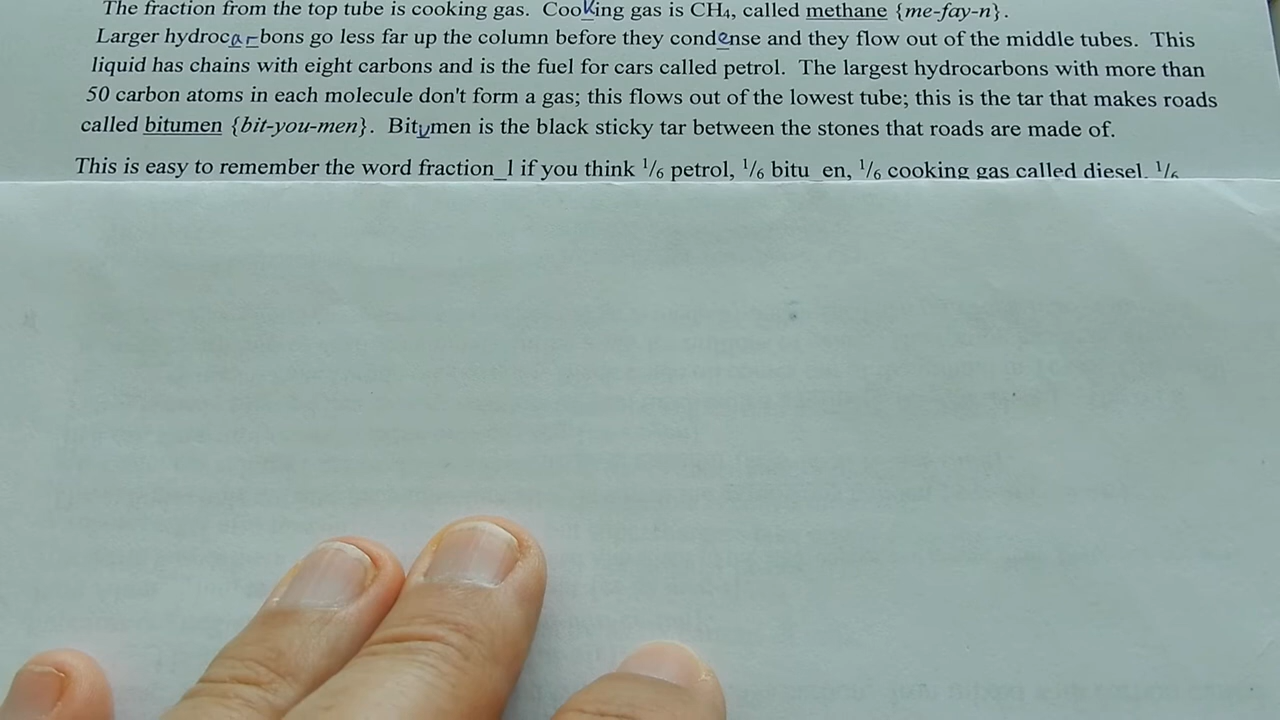 The fraction from the top tube is cooking gas. Cooking gas is CH₄, called methane {me-fay-n}.
Larger hydrocarbons go less far up the column before they condense and they flow out of the middle tubes. This
liquid has chains with eight carbons and is the fuel for cars called petrol. The largest hydrocarbons with more than
50 carbon atoms in each molecule don't form a gas; this flows out of the lowest tube; this is the tar that makes roads
called bitumen {bit-you-men}. Bitumen is the black sticky tar between the stones that roads are made of.
This is easy to remember the word fraction_l if you think ¹/₆ petrol, ¹/₆ bitu_en, ¹/₆ cooking gas called diesel. ¹/₆